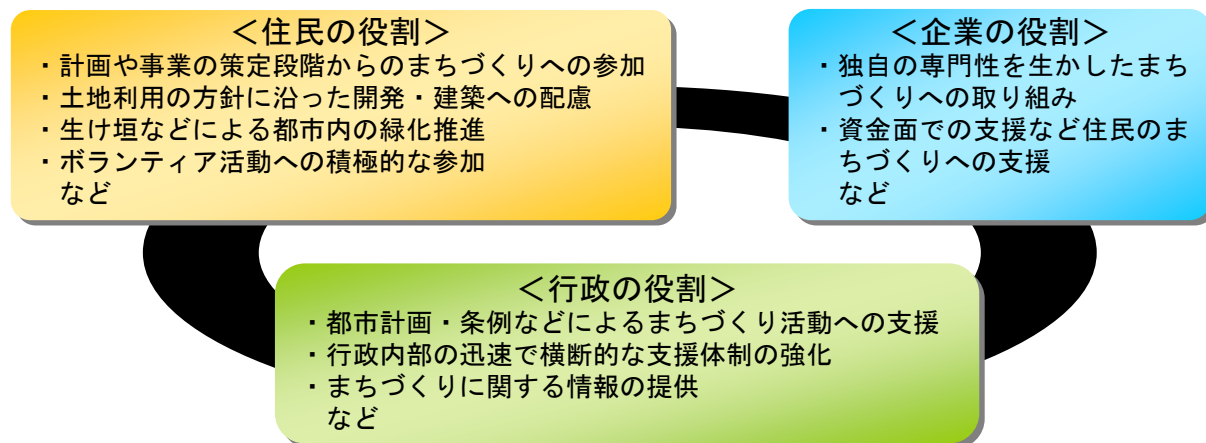 ＜住民の役割＞
・計画や事業の策定段階からのまちづくりへの参加
・土地利用の方針に沿った開発・建築への配慮
・生け垣などによる都市内の緑化推進
・ボランティア活動への積極的な参加
など
＜企業の役割＞
・独自の専門性を生かしたまち
づくりへの取り組み
・資金面での支援など住民のま
ちづくりへの支援
など
＜行政の役割＞
・都市計画・条例などによるまちづくり活動への支援
・行政内部の迅速で横断的な支援体制の強化
・まちづくりに関する情報の提供
など